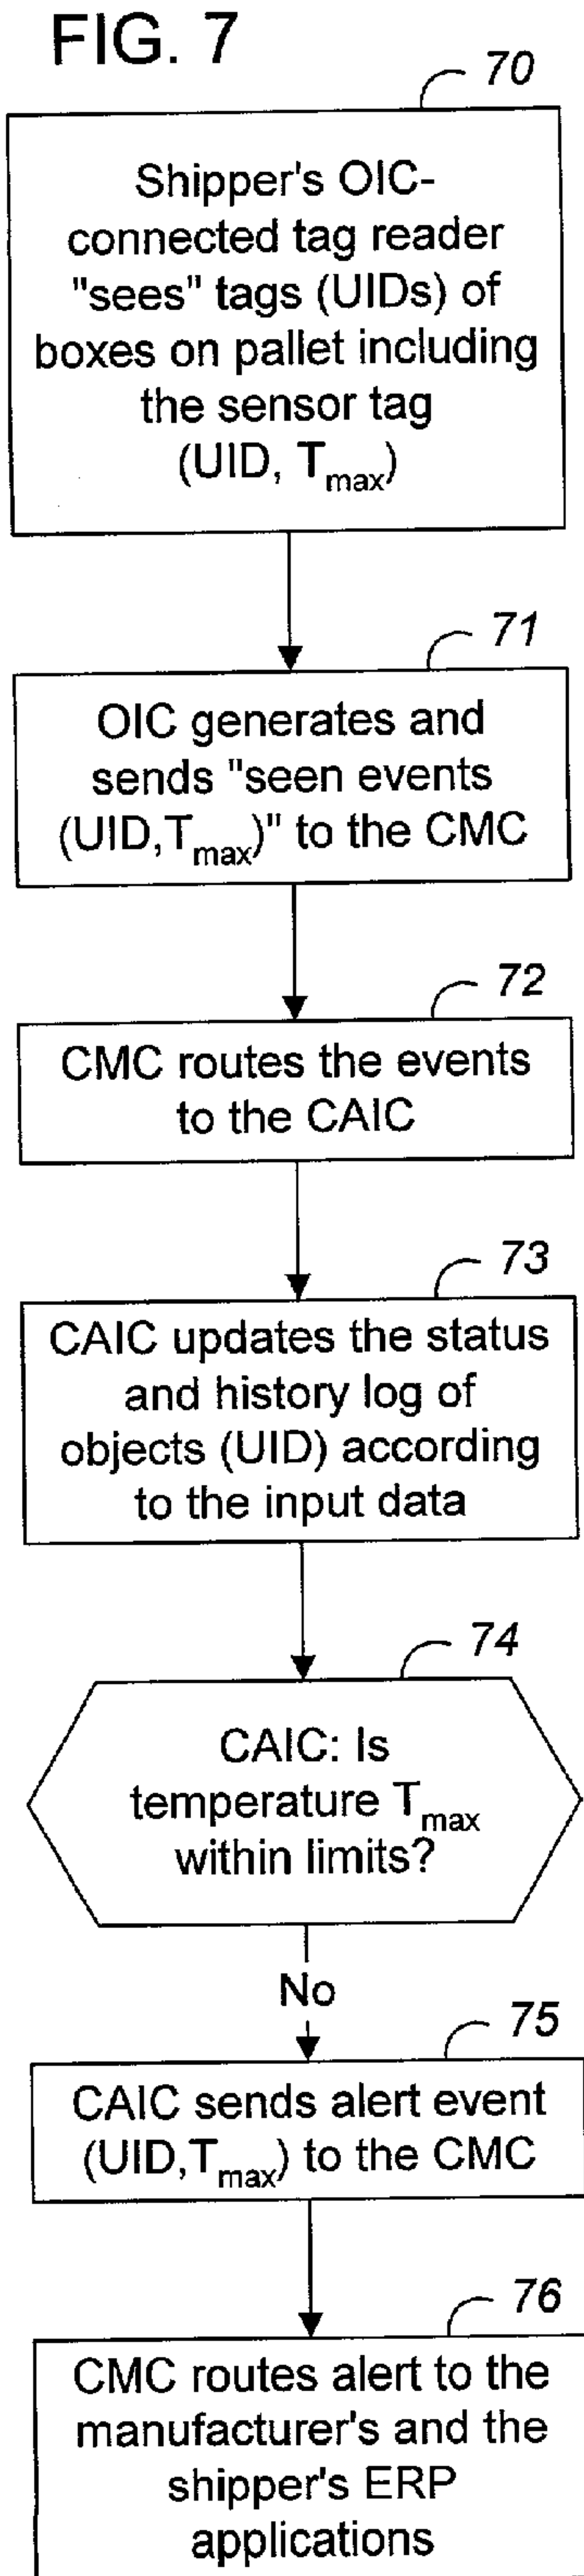 FIG. 7
70
Shipper's OIC-
connected tag reader
"sees" tags (UIDs) of
boxes on pallet including
the sensor tag
(UID, Tmax)
71
OIC generates and
sends "seen events
(UID,Tmax)" to the CMC
72
CMC routes the events
to the CAIC
73
CAIC updates the status
and history log of
objects (UID) according
to the input data
74
CAIC: Is
temperature Tmax
within limits?
No
75
CAIC sends alert event
(UID,Tmax) to the CMC
76
CMC routes alert to the
manufacturer's and the
shipper's ERP
applications